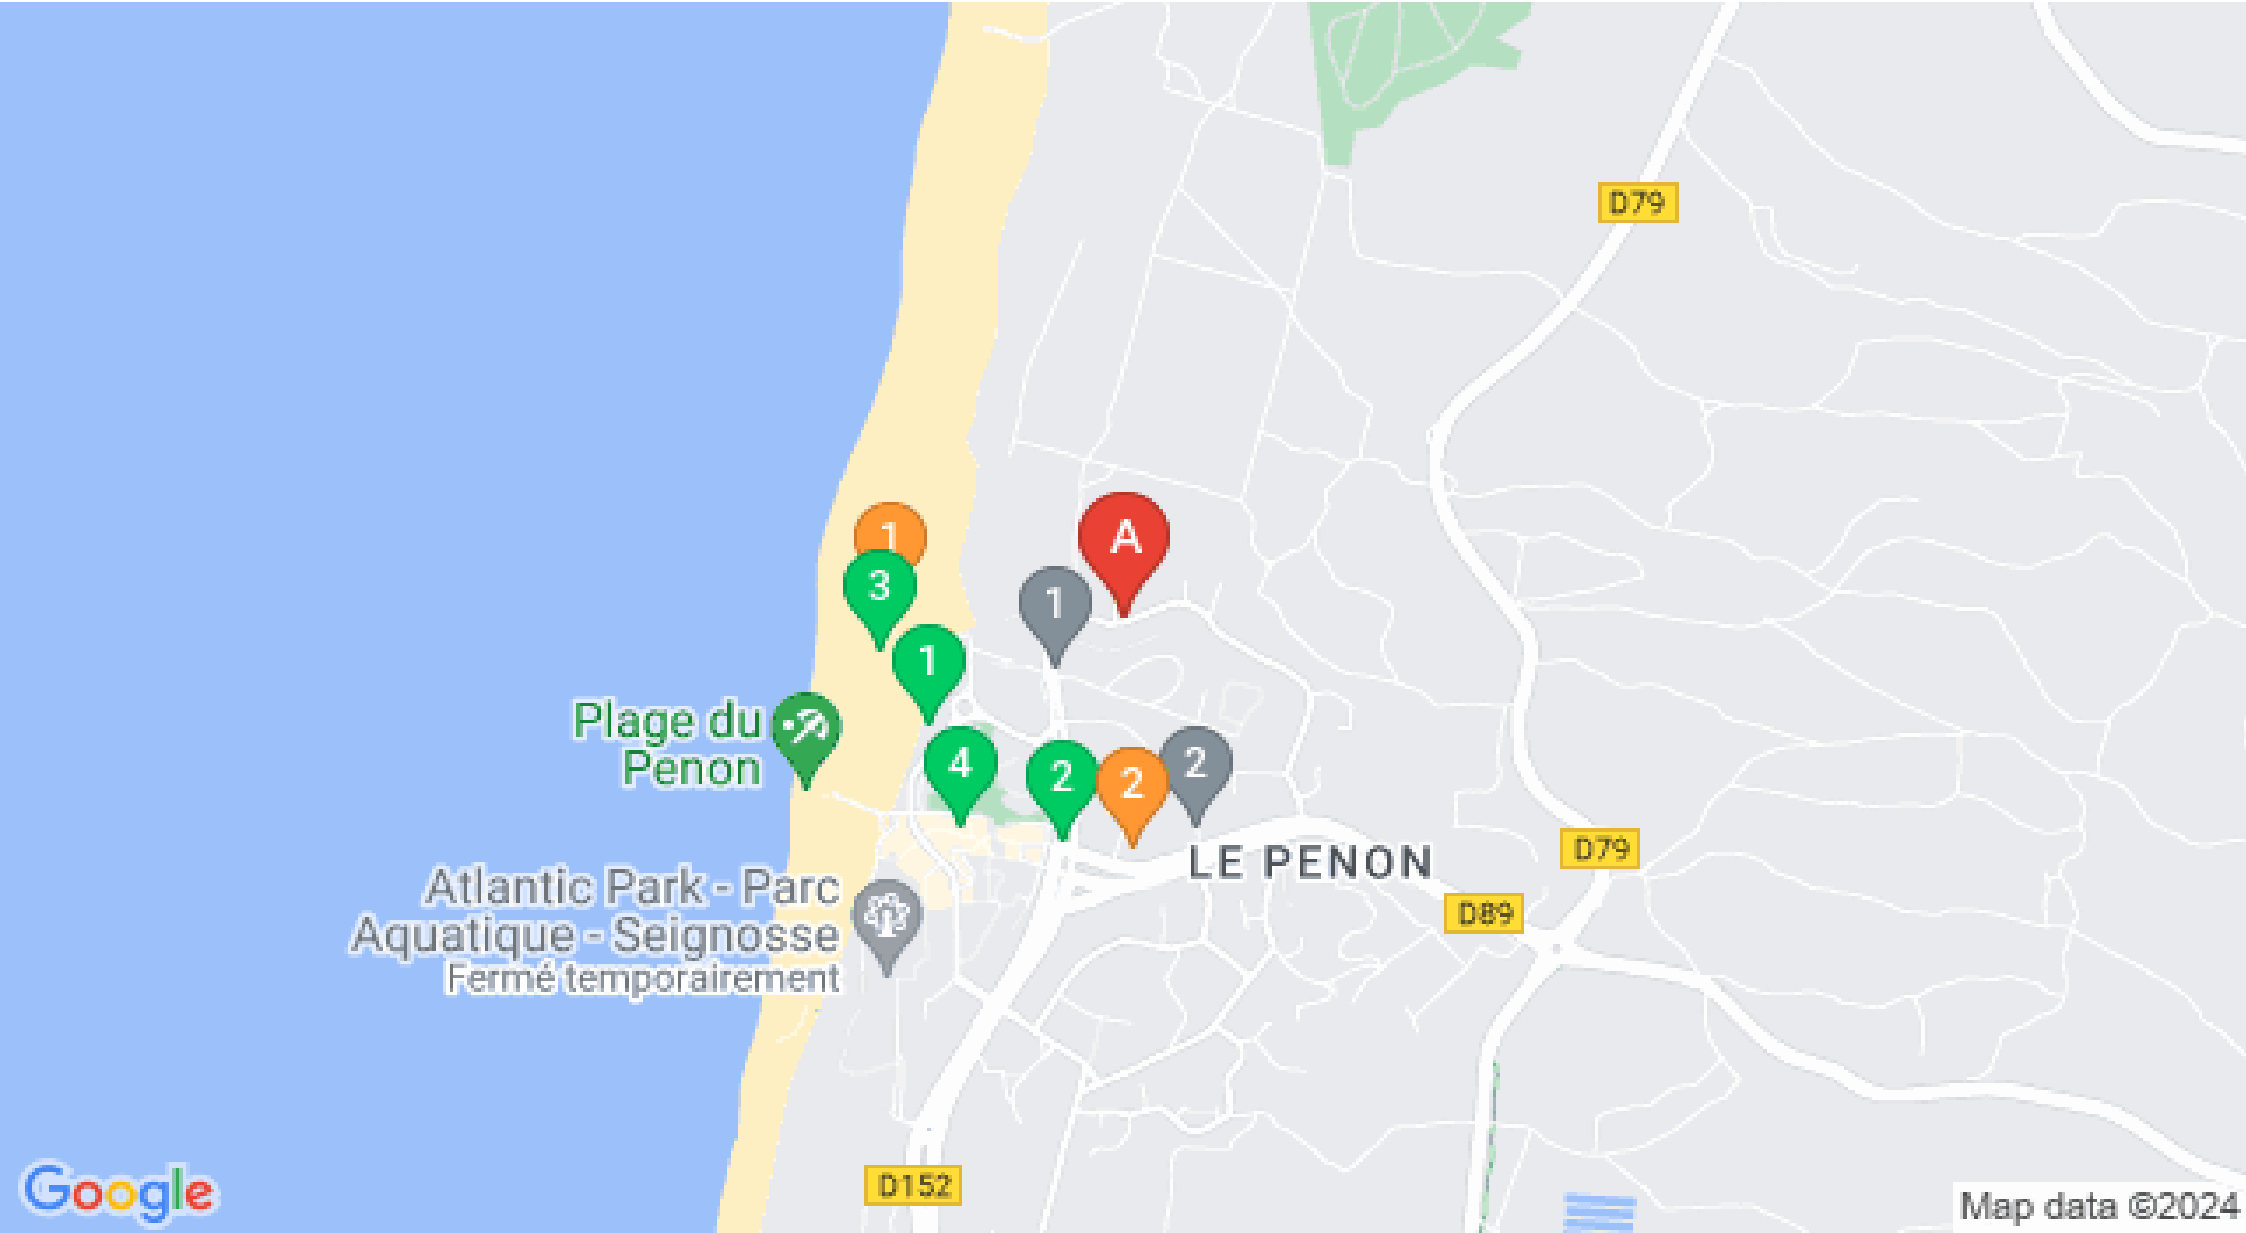 D79
1
A
3
1
1
Plage du
Penon
4
2
2
2
LE PENON
D79
Atlantic Park - Parc
Aquatique - Seignosse
Fermé temporairement
D89
D152
Google
Map data ©2024